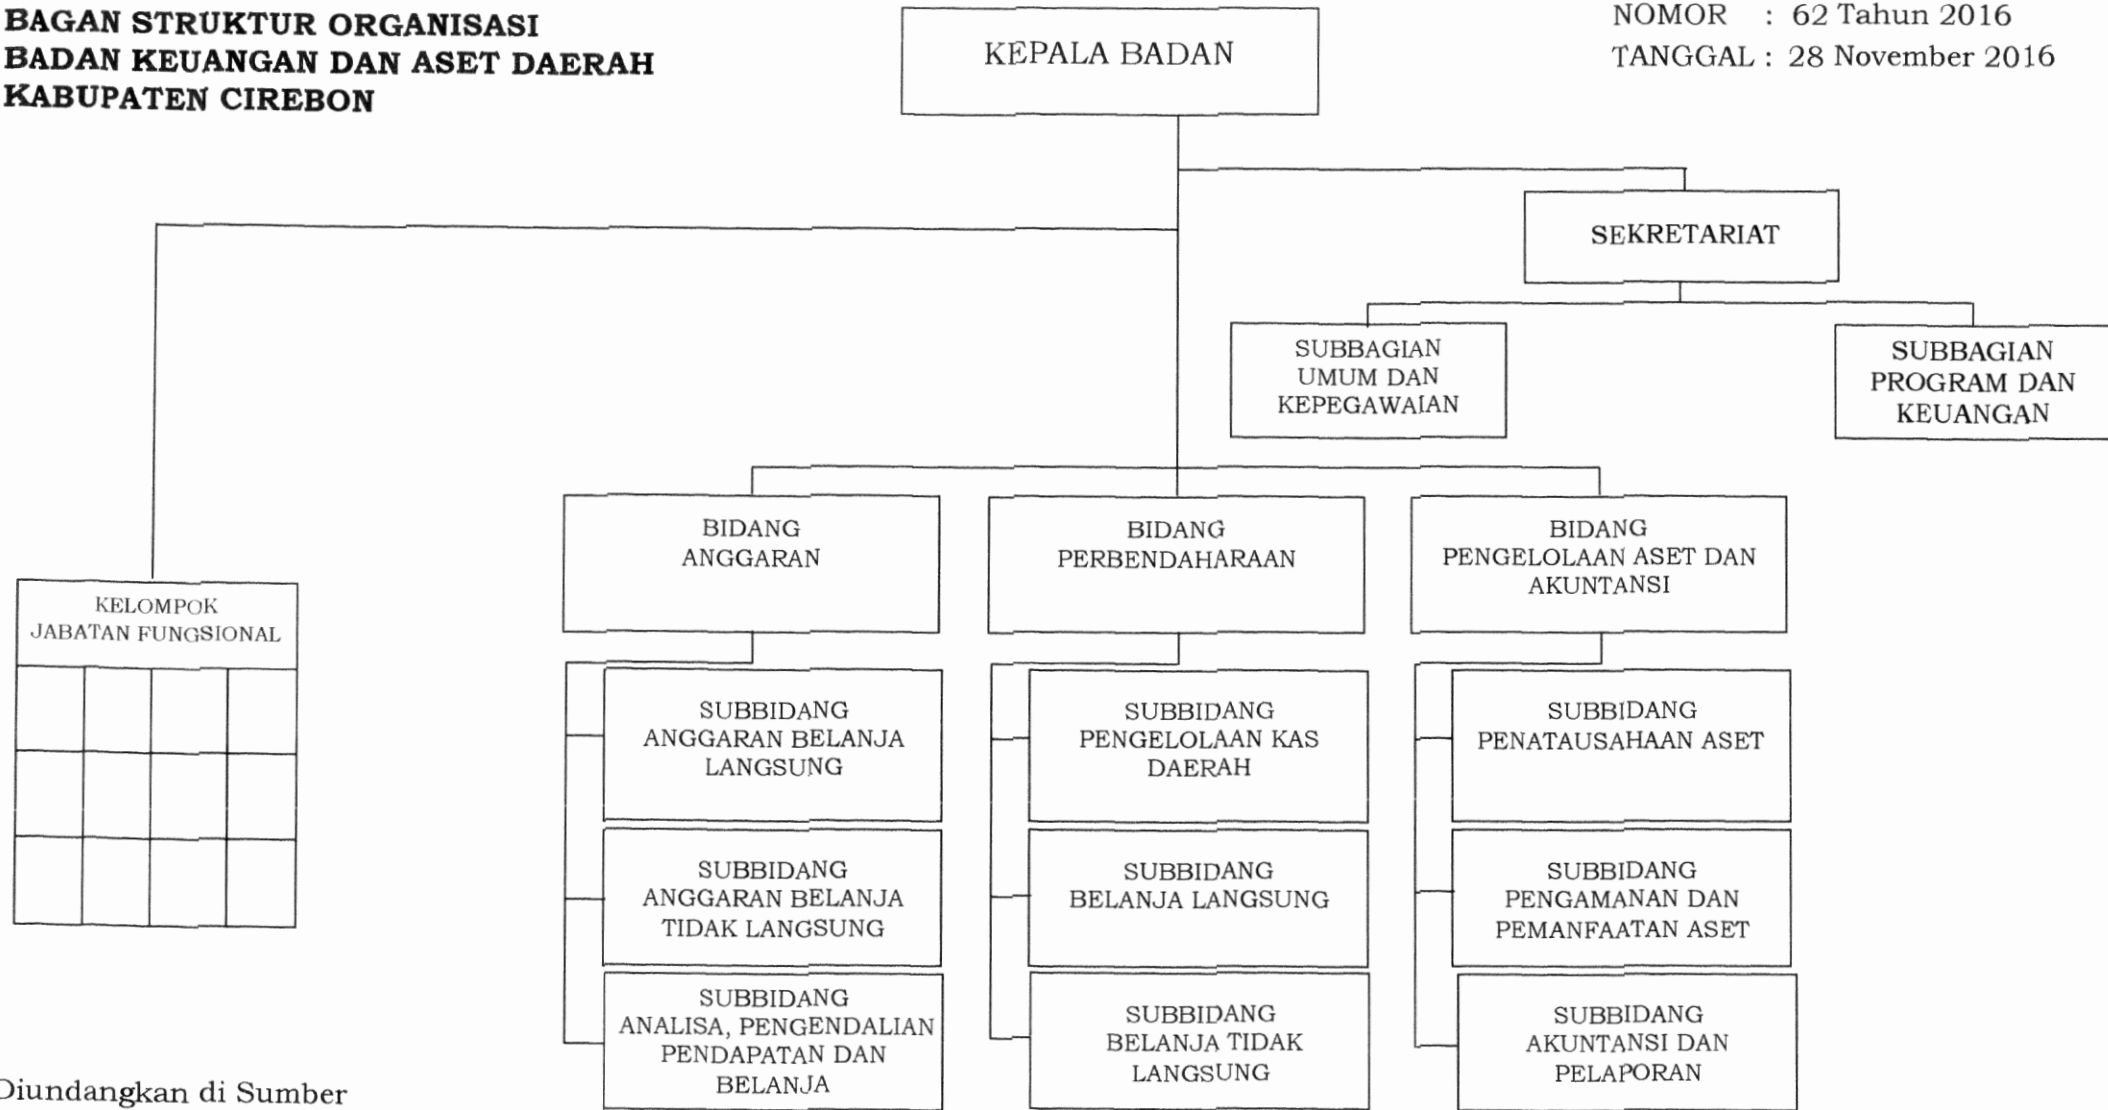 BAGAN STRUKTUR ORGANISASI
BADAN KEUANGAN DAN ASET DAERAH
KABUPATEN CIREBON
KEPALA BADAN
NOMOR : 62 Tahun 2016
TANGGAL : 28 November 2016
SEKRETARIAT
SUBBAGIAN
UMUM DAN
KEPEGAWAIAN
SUBBAGIAN
PROGRAM DAN
KEUANGAN
BIDANG
ANGGARAN
BIDANG
PERBENDAHARAAN
BIDANG
PENGELOLAAN ASET DAN
AKUNTANSI
KELOMPOK
JABATAN FUNGSIONAL
SUBBIDANG
ANGGARAN BELANJA
LANGSUNG
SUBBIDANG
PENGELOLAAN KAS
DAERAH
SUBBIDANG
PENATAUSAHAAN ASET
SUBBIDANG
ANGGARAN BELANJA
TIDAK LANGSUNG
SUBBIDANG
BELANJA LANGSUNG
SUBBIDANG
PENGAMANAN DAN
PEMANFAATAN ASET
SUBBIDANG
ANALISA, PENGENDALIAN
PENDAPATAN DAN
BELANJA
SUBBIDANG
BELANJA TIDAK
LANGSUNG
SUBBIDANG
AKUNTANSI DAN
PELAPORAN
Diundangkan di Sumber